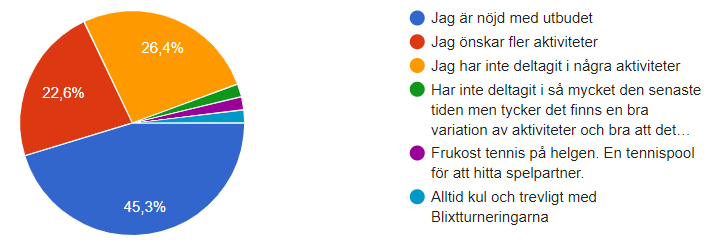 26,4%
22,6%
45,3%
Jag är nöjd med utbudet
Jag önskar fler aktiviteter
Jag har inte deltagit i några aktiviteter
Har inte deltagit i så mycket den senaste
tiden men tycker det finns en bra
variation av aktiviteter och bra att det…
Frukost tennis på helgen. En tennispool
för att hitta spelpartner.
Alltid kul och trevligt med
Blixtturneringarna